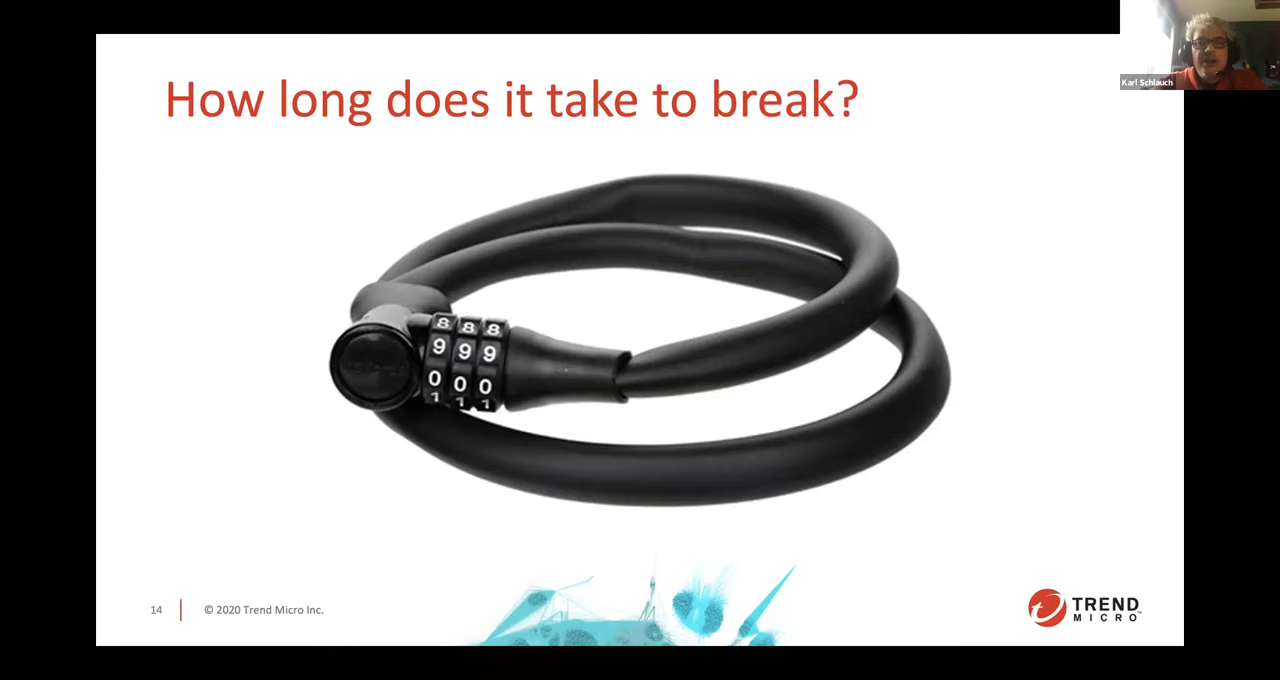 Karl Schlauch
How long does it take to break?
8 8 8
9 9 9
0 0 0
1 1 1
14
© 2020 Trend Micro Inc.
TREND
MICRO